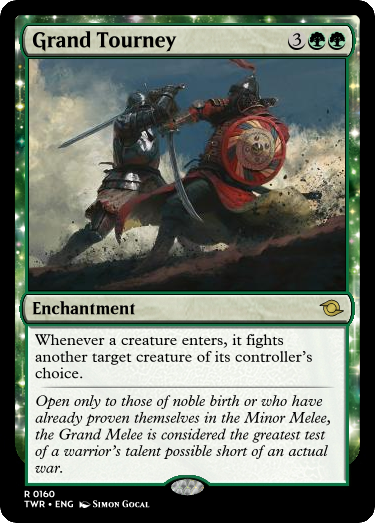 Grand Tourney 3
Enchantment
Whenever a creature enters, it fights
another target creature of its controller's
choice.
Open only to those of noble birth or who have
already proven themselves in the Minor Melee,
the Grand Melee is considered the greatest test
of a warrior's talent possible short of an actual
war.
R 0160
TWR • ENG Simon Gocal